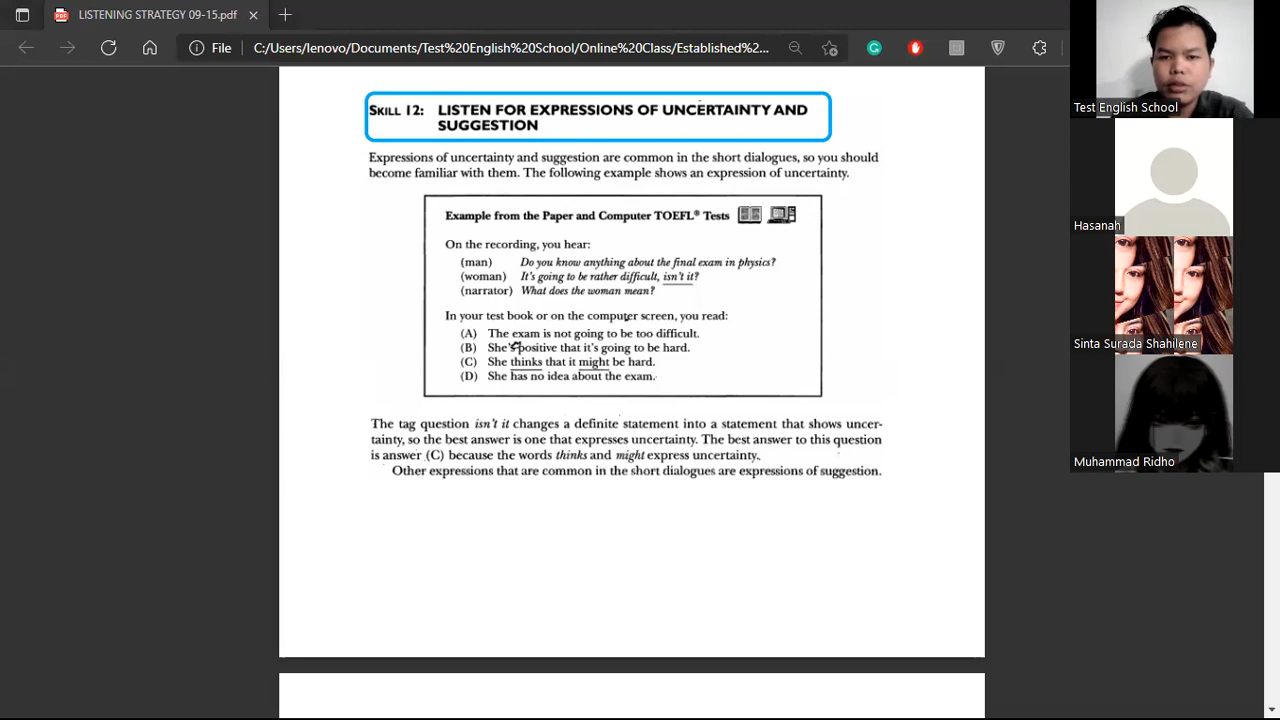 LISTENING STRATEGY 09-15.pdf
File
C:/Users/lenovo/Documents/Test%20English%20School/Online%20Class/Established%2...
SKILL 12: LISTEN FOR EXPRESSIONS OF UNCERTAINTY AND
SUGGESTION
Expressions of uncertainty and suggestion are common in the short dialogues, so you should
become familiar with them. The following example shows an expression of uncertainty.
Example from the Paper and Computer TOEFL® Tests
On the recording, you hear:
(man) Do you know anything about the final exam in physics?
(woman) It's going to be rather difficult, isn't it?
(narrator) What does the woman mean?
In your test book or on the computer screen, you read:
(A) The exam is not going to be too difficult.
(B) She's positive that it's going to be hard.
(C) She thinks that it might be hard.
(D) She has no idea about the exam.
The tag question isn't it changes a definite statement into a statement that shows uncer-
tainty, so the best answer is one that expresses uncertainty. The best answer to this question
is answer (C) because the words thinks and might express uncertainty.
Other expressions that are common in the short dialogues are expressions of suggestion.
Test English School
Hasanah
Sinta Surada Shahilene
Muhammad Ridho